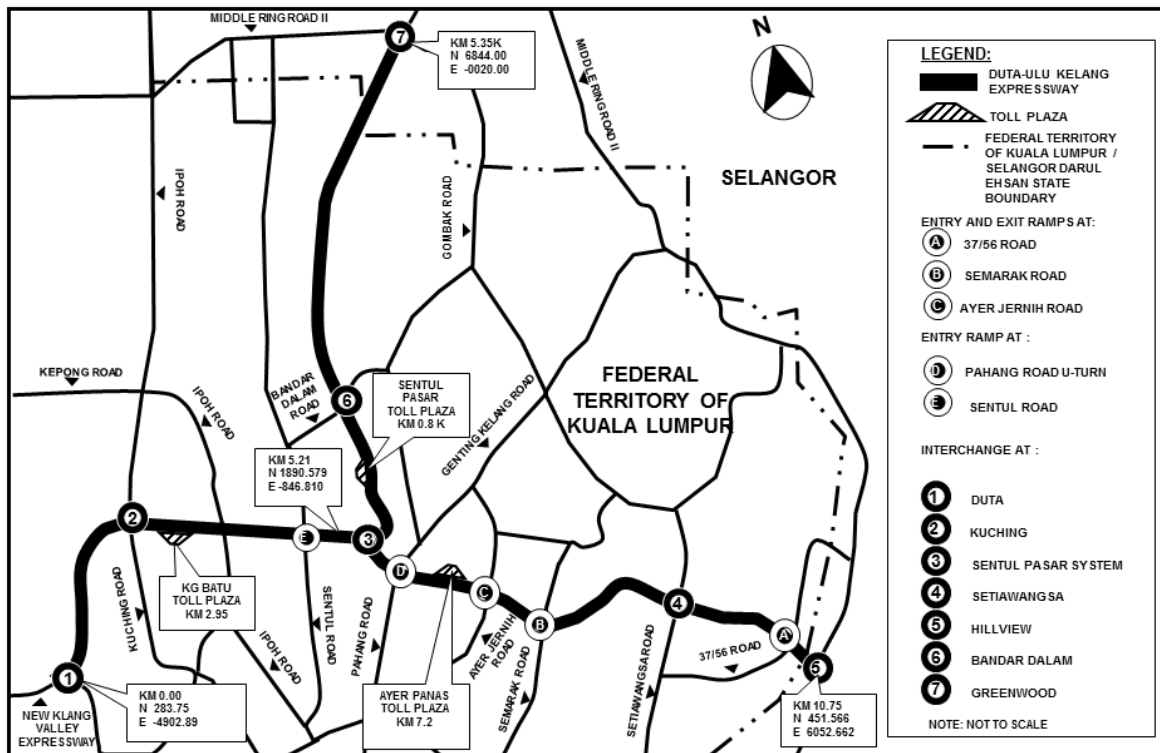 MIDDLE RING ROAD II
7
KM 5.35K
N 6844.00
E -0020.00
MIDDLE RING ROAD II
N
IPOH ROAD
GOMBAK ROAD
SELANGOR
KEPONG ROAD
IPOH ROAD
BANDAR
DALAM
ROAD
6
SENTUL
PASAR
TOLL PLAZA
KM 0.8 K
GENTING KELANG ROAD
FEDERAL
TERRITORY OF
KUALA LUMPUR
KM 5.21
N 1890.579
E -846.810
2
E
3
D
C
B
4
A
5
1
KG BATU
TOLL PLAZA
KM 2.95
KUCHING ROAD
IPOH ROAD
SENTUL ROAD
PAHANG ROAD
AYER JERNIH
ROAD
SEMARAK ROAD
SETIAWANGSA ROAD
37/56 ROAD
AYER PANAS
TOLL PLAZA
KM 7.2
KM 0.00
N 283.75
E -4902.89
NEW KLANG
VALLEY
EXPRESSWAY
KM 10.75
N 451.566
E 6052.662
LEGEND:
DUTA-ULU KELANG
EXPRESSWAY
TOLL PLAZA
FEDERAL TERRITORY
OF KUALA LUMPUR /
SELANGOR DARUL
EHSAN STATE
BOUNDARY
ENTRY AND EXIT RAMPS AT:
A 37/56 ROAD
B SEMARAK ROAD
C AYER JERNIH ROAD
ENTRY RAMP AT :
D PAHANG ROAD U-TURN
E SENTUL ROAD
INTERCHANGE AT :
1 DUTA
2 KUCHING
3 SENTUL PASAR SYSTEM
4 SETIAWANGSA
5 HILLVIEW
6 BANDAR DALAM
7 GREENWOOD
NOTE: NOT TO SCALE